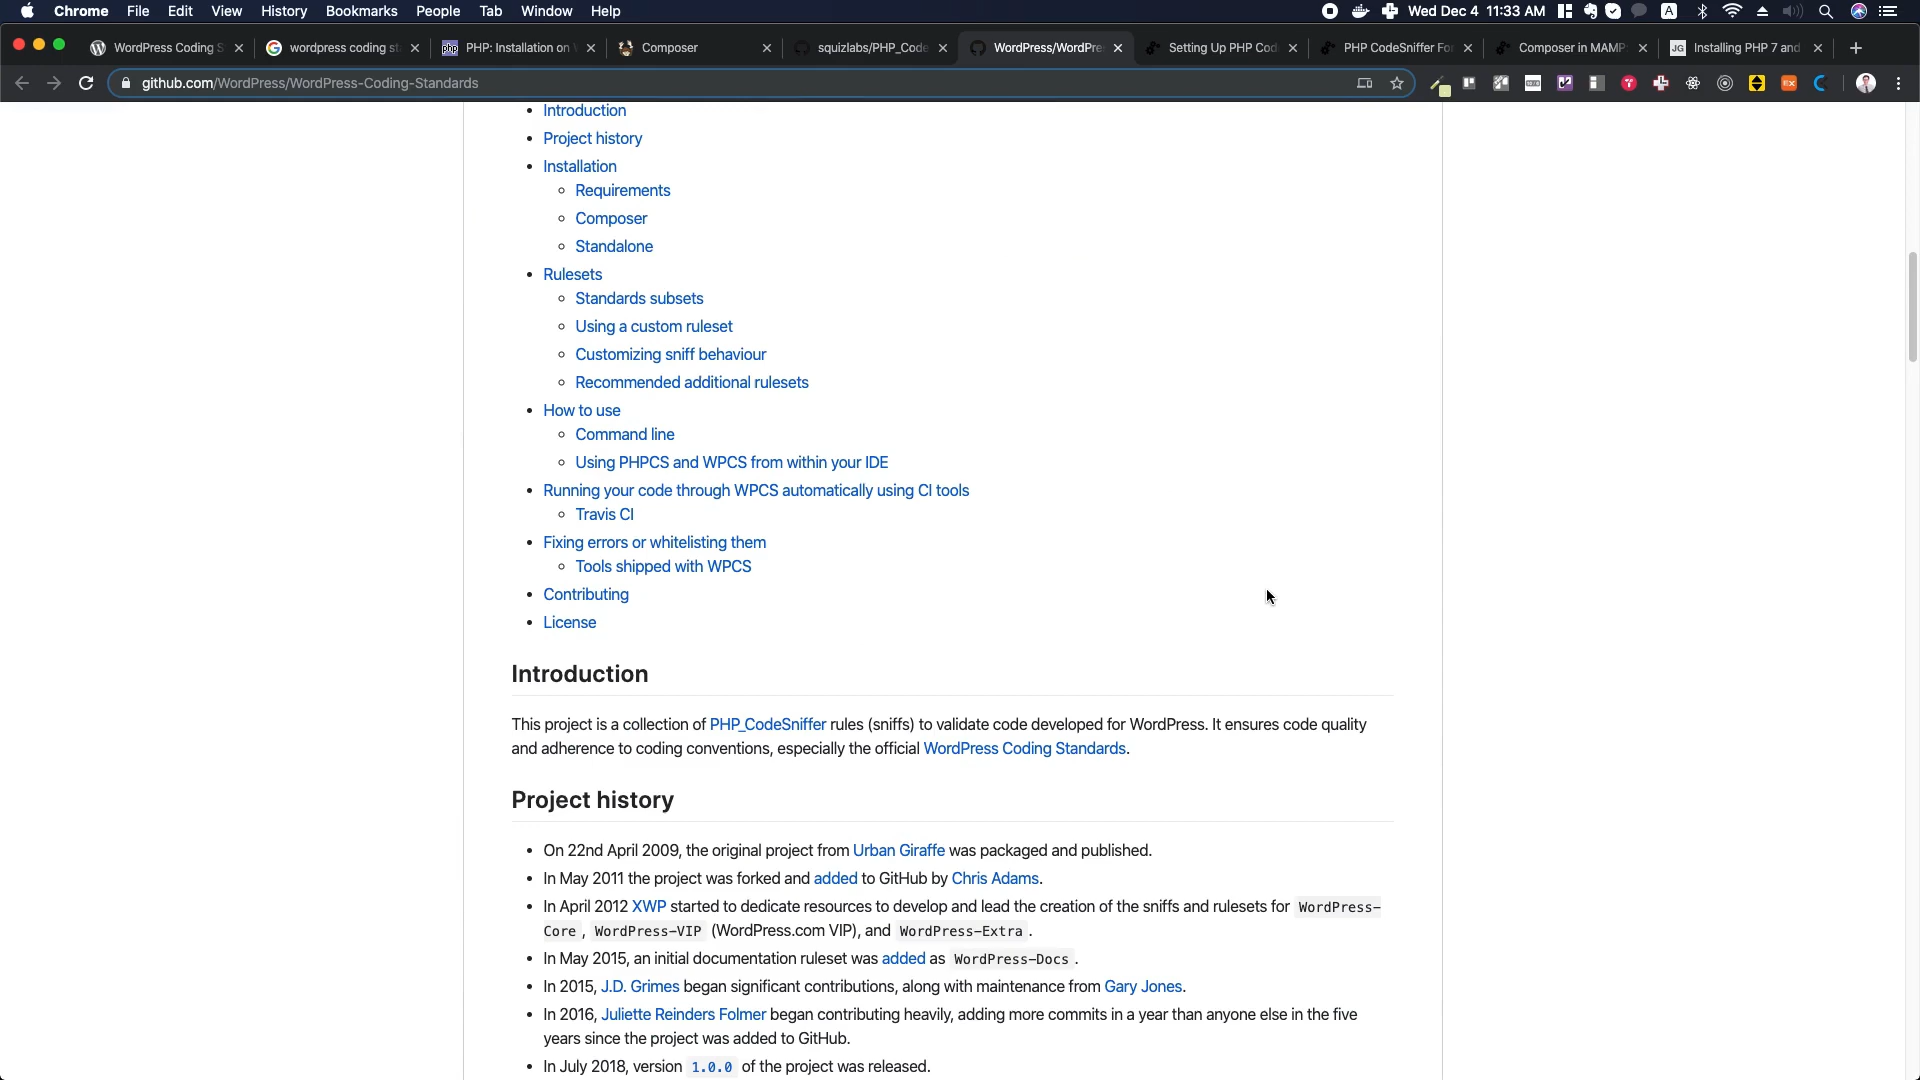 Chrome File Edit View History Bookmarks People Tab Window Help Wed Dec 4 11:33 AM
WordPress Coding S wordpress coding st php PHP: Installation on Composer squizlabs/PHP_Code WordPress/WordPre Setting Up PHP Cod PHP CodeSniffer For Composer in MAMP JG Installing PHP 7 and
github.com/WordPress/WordPress-Coding-Standards
Introduction
Project history
Installation
Requirements
Composer
Standalone
Rulesets
Standards subsets
Using a custom ruleset
Customizing sniff behaviour
Recommended additional rulesets
How to use
Command line
Using PHPCS and WPCS from within your IDE
Running your code through WPCS automatically using CI tools
Travis CI
Fixing errors or whitelisting them
Tools shipped with WPCS
Contributing
License
Introduction
This project is a collection of PHP_CodeSniffer rules (sniffs) to validate code developed for WordPress. It ensures code quality
and adherence to coding conventions, especially the official WordPress Coding Standards.
Project history
On 22nd April 2009, the original project from Urban Giraffe was packaged and published.
In May 2011 the project was forked and added to GitHub by Chris Adams.
In April 2012 XWP started to dedicate resources to develop and lead the creation of the sniffs and rulesets for WordPress-
Core , WordPress-VIP (WordPress.com VIP), and WordPress-Extra .
In May 2015, an initial documentation ruleset was added as WordPress-Docs .
In 2015, J.D. Grimes began significant contributions, along with maintenance from Gary Jones.
In 2016, Juliette Reinders Folmer began contributing heavily, adding more commits in a year than anyone else in the five
years since the project was added to GitHub.
In July 2018, version 1.0.0 of the project was released.